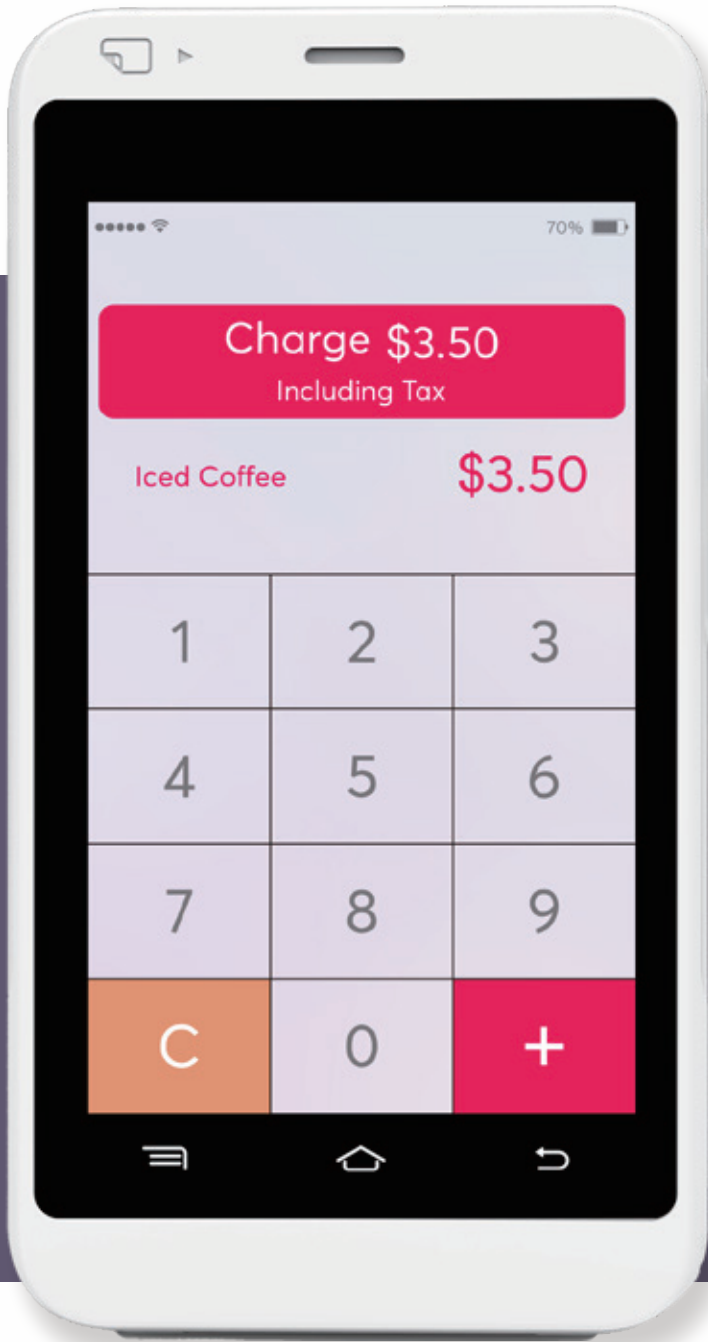 70%
Charge $3.50
Including Tax
Iced Coffee $3.50
1 2 3
4 5 6
7 8 9
C 0 +